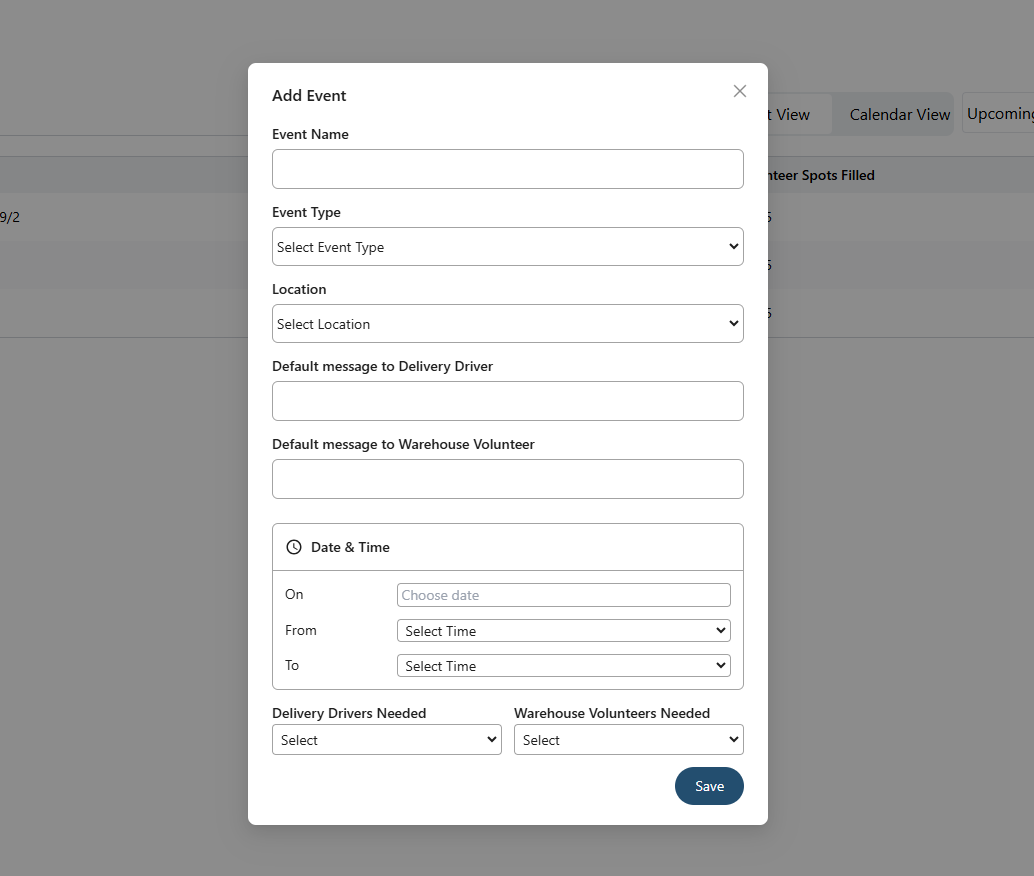 Add Event
t View
Calendar View
Upcoming
Event Name
nteer Spots Filled
9/2
5
5
5
Event Type
Select Event Type
Location
Select Location
Default message to Delivery Driver
Default message to Warehouse Volunteer
Date & Time
On
Choose date
From
Select Time
To
Select Time
Delivery Drivers Needed
Warehouse Volunteers Needed
Select
Select
Save